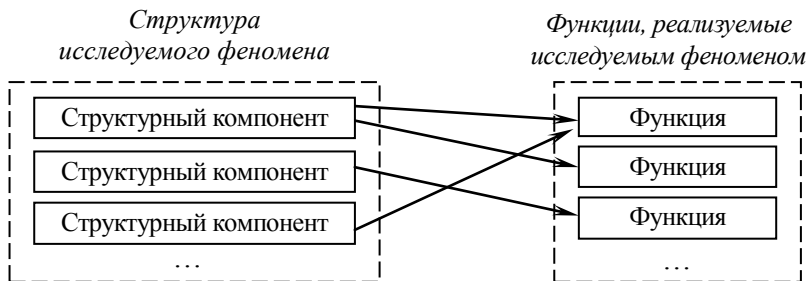 Структура
исследуемого феномена
Структурный компонент
Структурный компонент
Структурный компонент
…
Функции, реализуемые
исследуемым феноменом
Функция
Функция
Функция
…